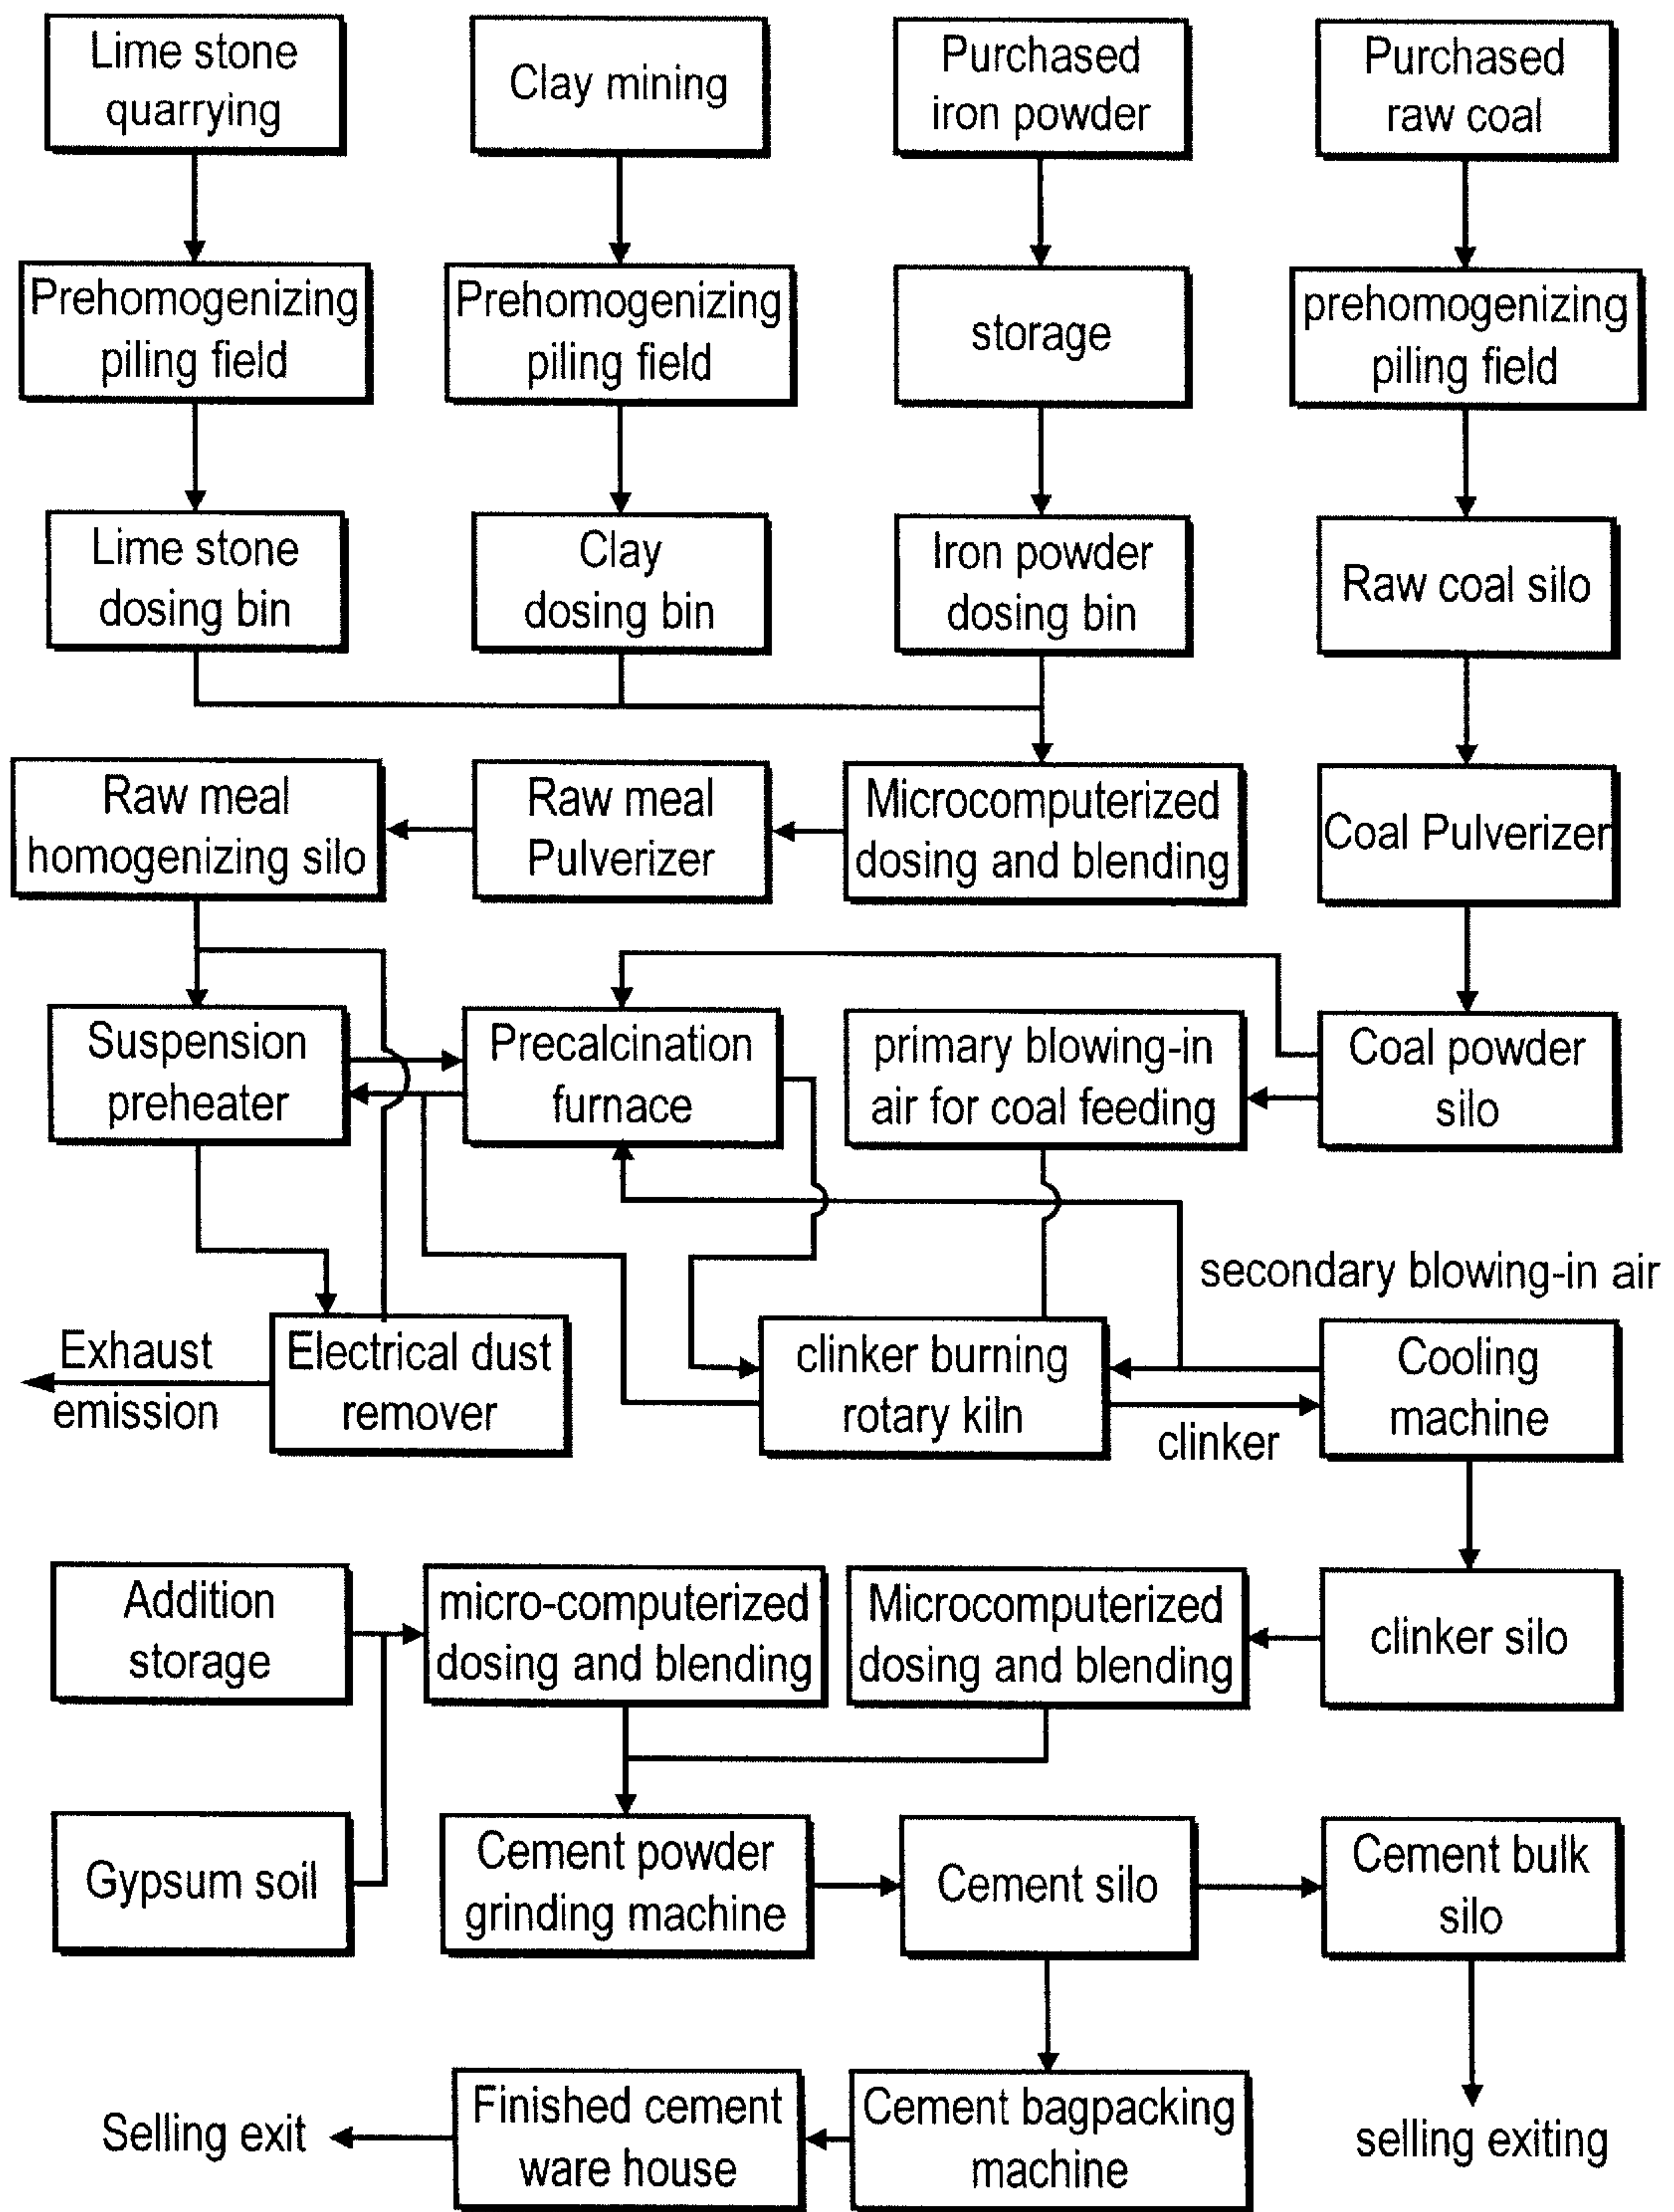 Lime stone
quarrying
Clay mining
Purchased
iron powder
Purchased
raw coal
Prehomogenizing
piling field
Prehomogenizing
piling field
storage
prehomogenizing
piling field
Lime stone
dosing bin
Clay
dosing bin
Iron powder
dosing bin
Raw coal silo
Raw meal
homogenizing silo
Raw meal
Pulverizer
Microcomputerized
dosing and blending
Coal Pulverizer
Suspension
preheater
Precalcination
furnace
primary blowing-in
air for coal feeding
Coal powder
silo
secondary blowing-in air
Exhaust
emission
Electrical dust
remover
clinker burning
rotary kiln
clinker
Cooling
machine
Addition
storage
micro-computerized
dosing and blending
Microcomputerized
dosing and blending
clinker silo
Gypsum soil
Cement powder
grinding machine
Cement silo
Cement bulk
silo
Selling exit
Finished cement
ware house
Cement bagpacking
machine
selling exiting